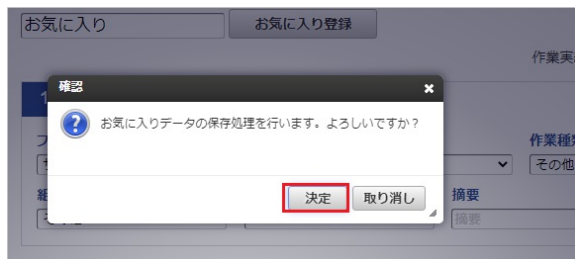 お気に入り
お気に入り登録
作業実
確認
お気に入りデータの保存処理を行います。よろしいですか？
作業種
その他
組
摘要
決定
取り消し
摘要